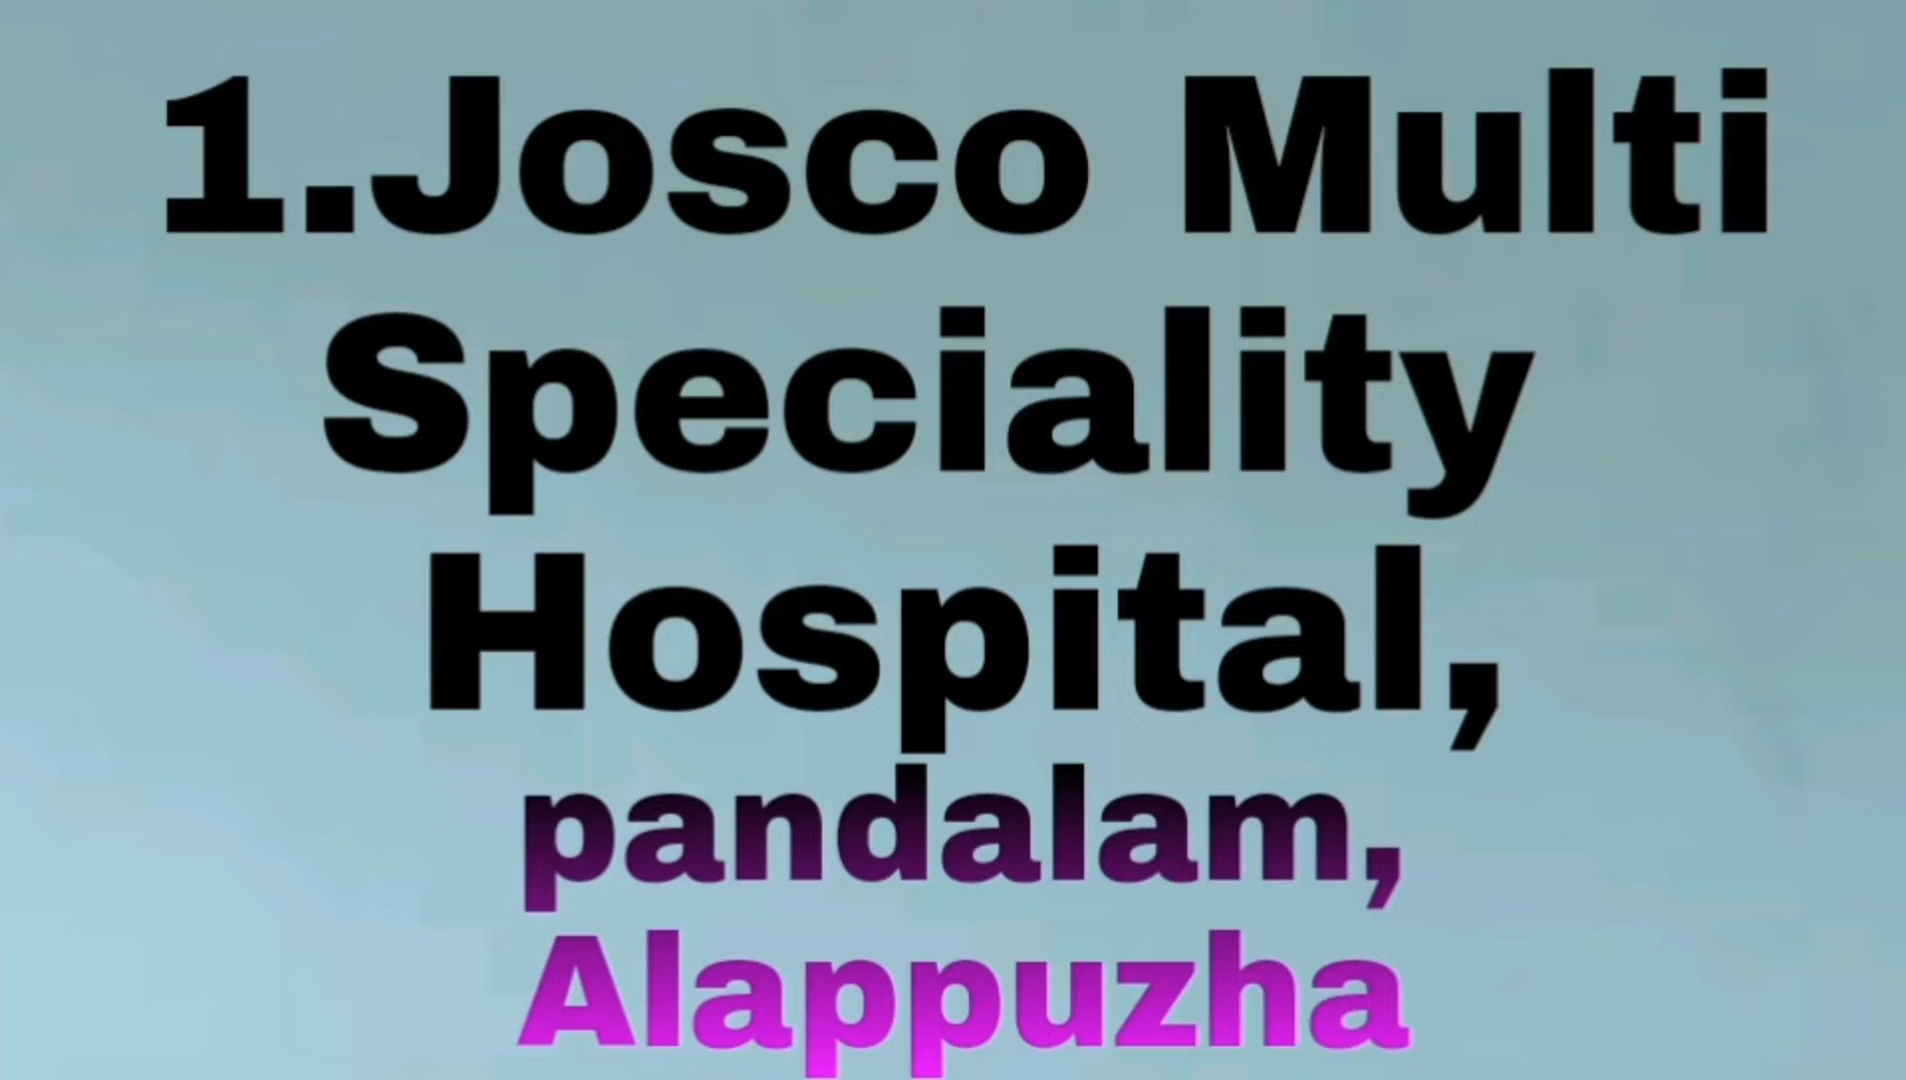 1.Josco Multi
Speciality
Hospital,
pandalam,
Alappuzha